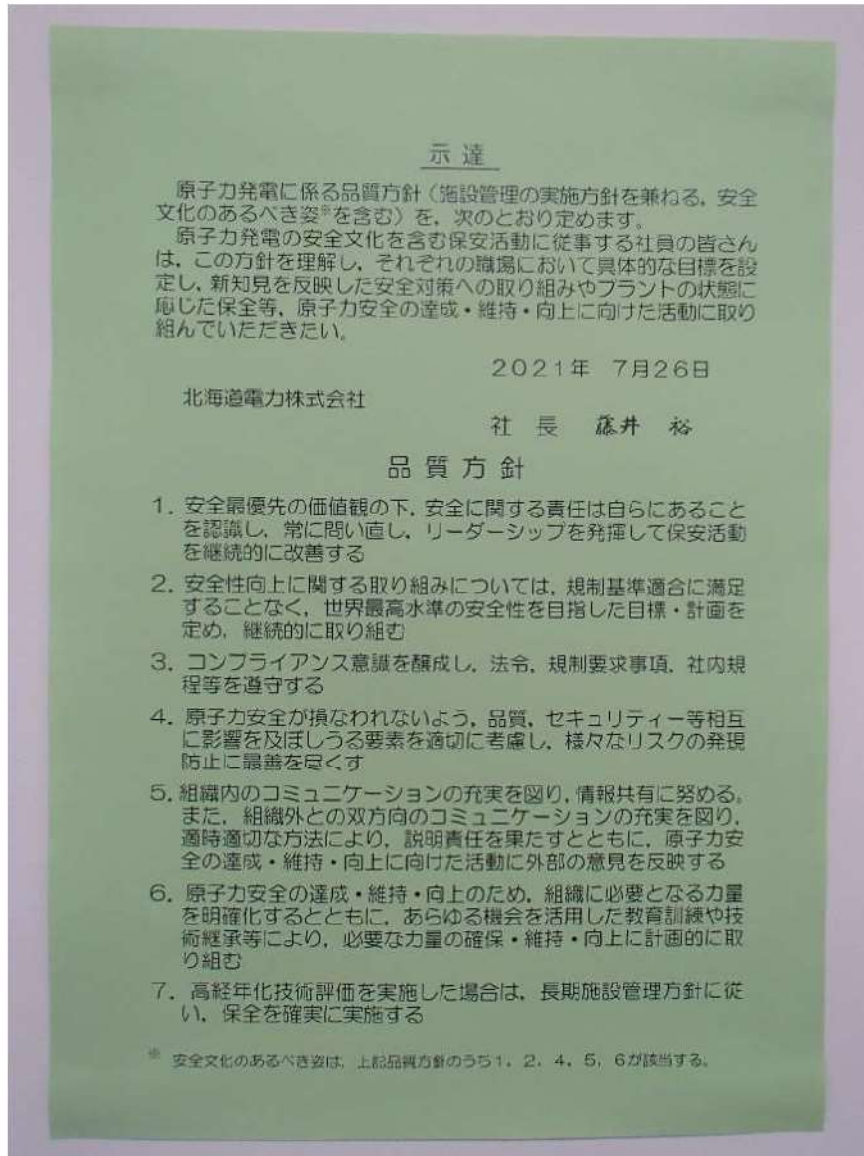 示達
原子力発電に係る品質方針（施設管理の実施方針を兼ねる，安全
文化のあるべき姿※を含む）を，次のとおり定めます。
原子力発電の安全文化を含む保安活動に従事する社員の皆さん
は，この方針を理解し，それぞれの職場において具体的な目標を設
定し，新知見を反映した安全対策への取り組みやプラントの状態に
応じた保全等，原子力安全の達成・維持・向上に向けた活動に取り
組んでいただきたい。
2021年 7月26日
北海道電力株式会社
社長 藤井 裕
品質方針
1．安全最優先の価値観の下，安全に関する責任は自らにあること
を認識し，常に問い直し，リーダーシップを発揮して保安活動
を継続的に改善する
2．安全性向上に関する取り組みについては，規制基準適合に満足
することなく，世界最高水準の安全性を目指した目標・計画を
定め，継続的に取り組む
3．コンプライアンス意識を醸成し，法令，規制要求事項，社内規
程等を遵守する
4．原子力安全が損なわれないよう，品質，セキュリティー等相互
に影響を及ぼしうる要素を適切に考慮し，様々なリスクの発現
防止に最善を尽くす
5．組織内のコミュニケーションの充実を図り，情報共有に努める。
また，組織外との双方向のコミュニケーションの充実を図り，
適時適切な方法により，説明責任を果たすとともに，原子力安
全の達成・維持・向上に向けた活動に外部の意見を反映する
6．原子力安全の達成・維持・向上のため，組織に必要となる力量
を明確化するとともに，あらゆる機会を活用した教育訓練や技
術継承等により，必要な力量の確保・維持・向上に計画的に取
り組む
7．高経年化技術評価を実施した場合は，長期施設管理方針に従
い，保全を確実に実施する
※ 安全文化のあるべき姿は，上記品質方針のうち1，2，4，5，6が該当する。